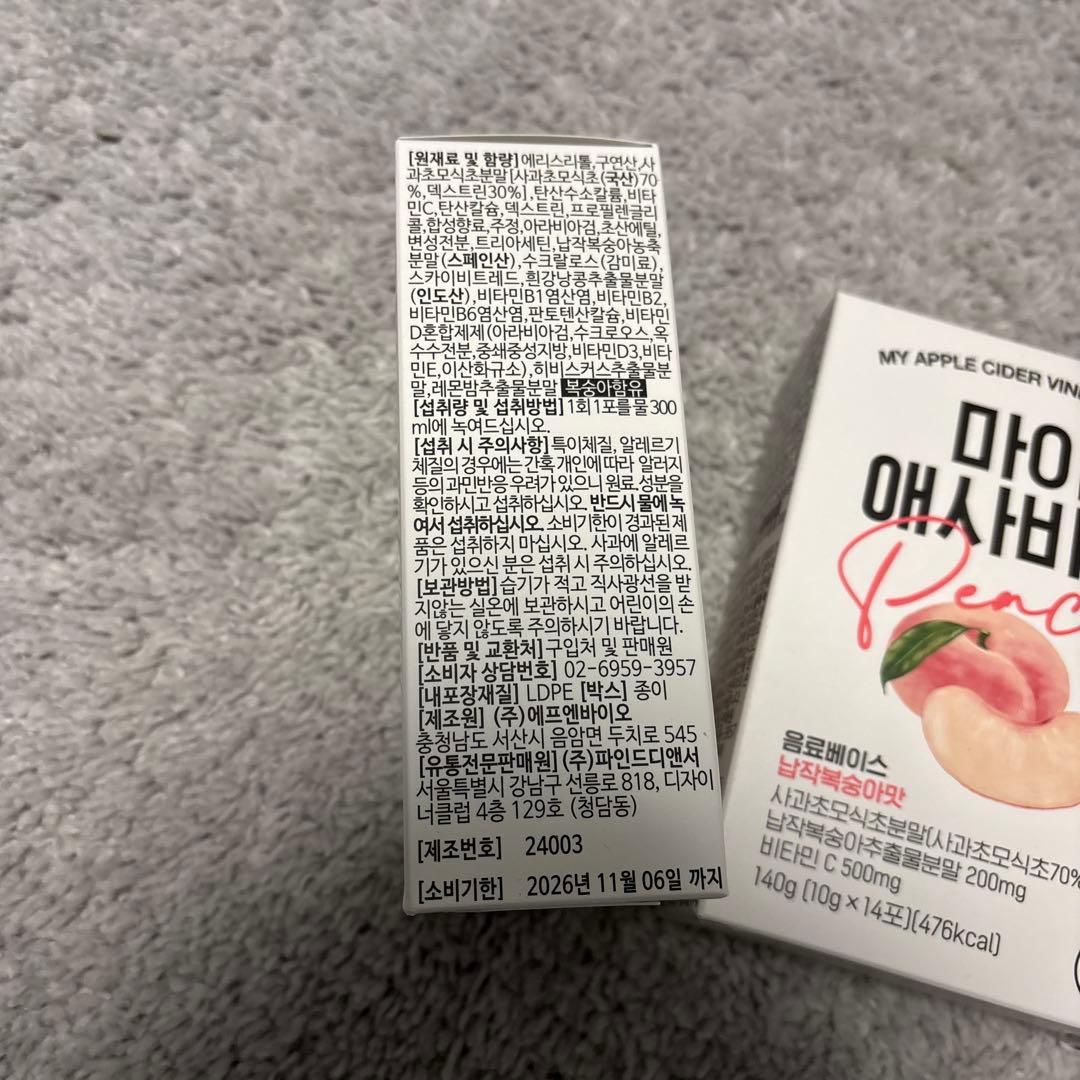 [원재료 및 함량]에리스리톨,구연산,사
과초모식초분말[사과초모식초(국산)70
%,덱스트린30%],탄산수소칼륨,비타
민C,탄산칼슘,덱스트린,프로필렌글리
콜,합성향료,주정,아라비아검,초산에틸,
변성전분,트리아세틴,납작복숭아농축
분말(스페인산),수크랄로스(감미료),
스카이비트레드,흰강낭콩추출물분말
(인도산),비타민B1염산염,비타민B2,
비타민B6염산염,판토텐산칼슘,비타민
D혼합제제(아라비아검,수크로오스,옥
수수전분,중쇄중성지방,비타민D3,비타
민E,이산화규소),히비스커스추출물분
말,레몬밤추출물분말 복숭아함유
[섭취량 및 섭취방법] 1회 1포를 물 300
ml에 녹여드십시오.
[섭취 시 주의사항] 특이체질, 알레르기
체질의 경우에는 간혹 개인에 따라 알러지
등의 과민반응 우려가 있으니 원료 성분을
확인하시고 섭취하십시오. 반드시 물에 녹
여서 섭취하십시오. 소비기한이 경과된 제
품은 섭취하지 마십시오. 사과에 알레르
기가 있으신 분은 섭취 시 주의하십시오.
[보관방법] 습기가 적고 직사광선을 받
지않는 실온에 보관하시고 어린이의 손
에 닿지 않도록 주의하시기 바랍니다.
[반품 및 교환처] 구입처 및 판매원
[소비자 상담번호] 02-6959-3957
[내포장재질] LDPE [박스] 종이
[제조원] (주)에프엔바이오
충청남도 서산시 음암면 두치로 545
[유통전문판매원] (주)파인드디앤서
서울특별시 강남구 선릉로 818, 디자이
너클럽 4층 129호 (청담동)
[제조번호] 24003
[소비기한] 2026년 11월 06일 까지
MY APPLE CIDER VIN
마이
애사비
Peac
음료베이스
납작복숭아맛
사과초모식초분말(사과초모식초70%
납작복숭아추출물분말 200mg
비타민 C 500mg
140g (10g × 14포)(476kcal)